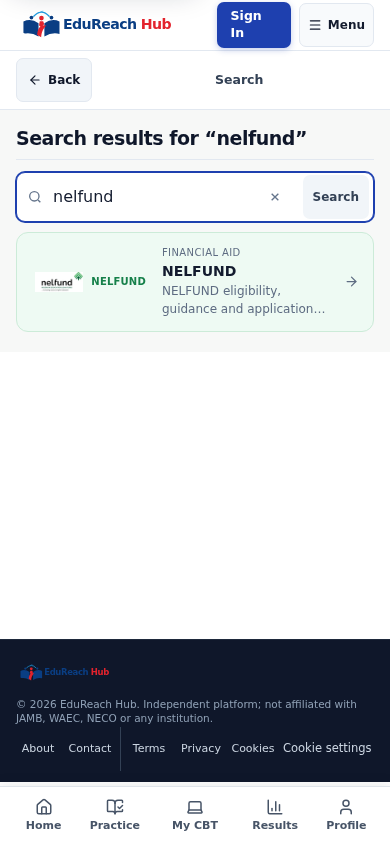 EduReach Hub
Sign In
Menu
Back
Search
Search results for “nelfund”
nelfund
Search
nelfund
NELFUND
FINANCIAL AID
NELFUND
NELFUND eligibility,
guidance and application…
EduReach Hub
© 2026 EduReach Hub. Independent platform; not affiliated with
JAMB, WAEC, NECO or any institution.
About
Contact
Terms
Privacy
Cookies
Cookie settings
Home
Practice
My CBT
Results
Profile